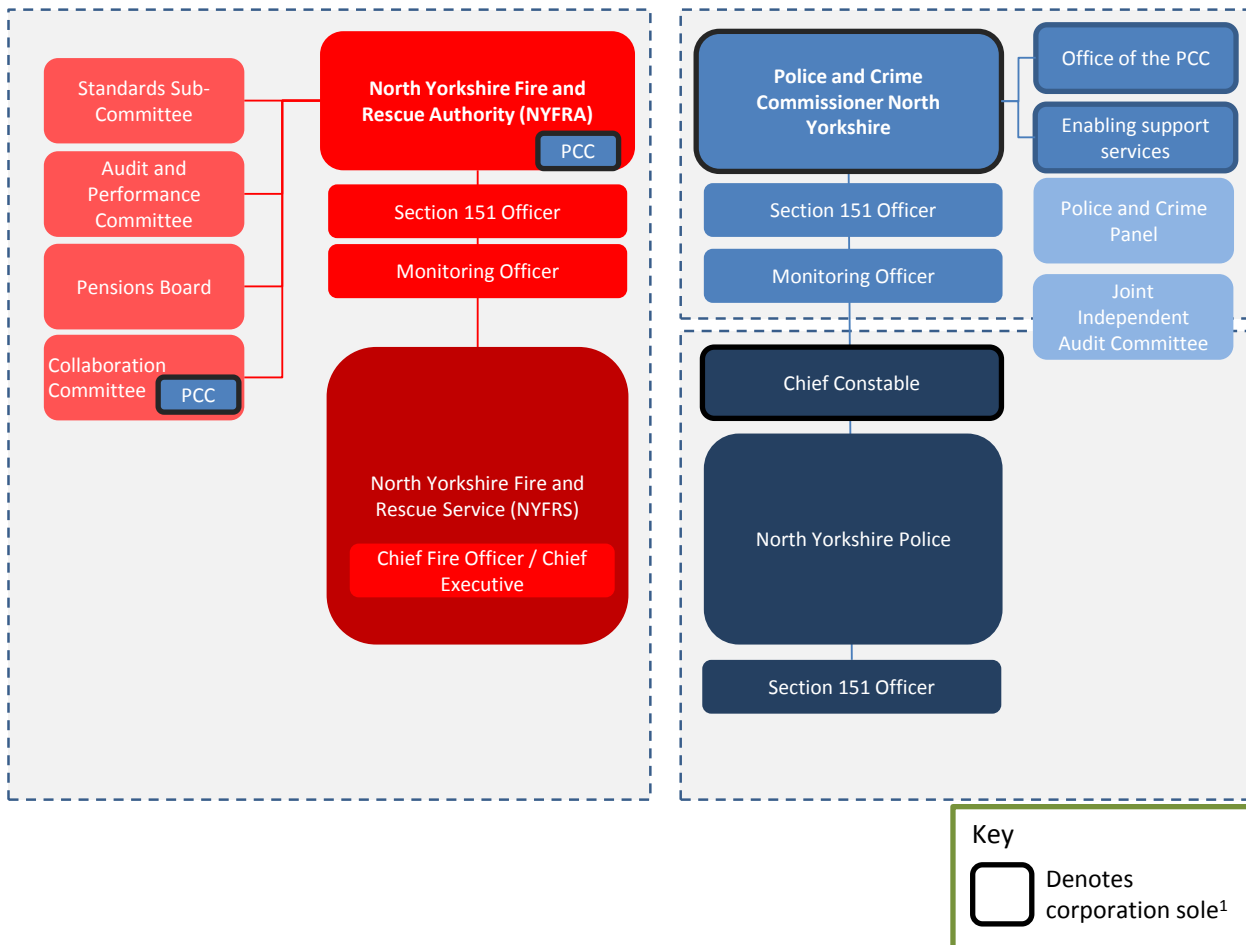 Standards Sub-
Committee
Audit and
Performance
Committee
Pensions Board
Collaboration
Committee
PCC
North Yorkshire Fire and
Rescue Authority (NYFRA)
PCC
Section 151 Officer
Monitoring Officer
North Yorkshire Fire and
Rescue Service (NYFRS)
Chief Fire Officer / Chief
Executive
Police and Crime
Commissioner North
Yorkshire
Section 151 Officer
Monitoring Officer
Office of the PCC
Enabling support
services
Police and Crime
Panel
Joint
Independent
Audit Committee
Chief Constable
North Yorkshire Police
Section 151 Officer
Key
Denotes
corporation sole¹